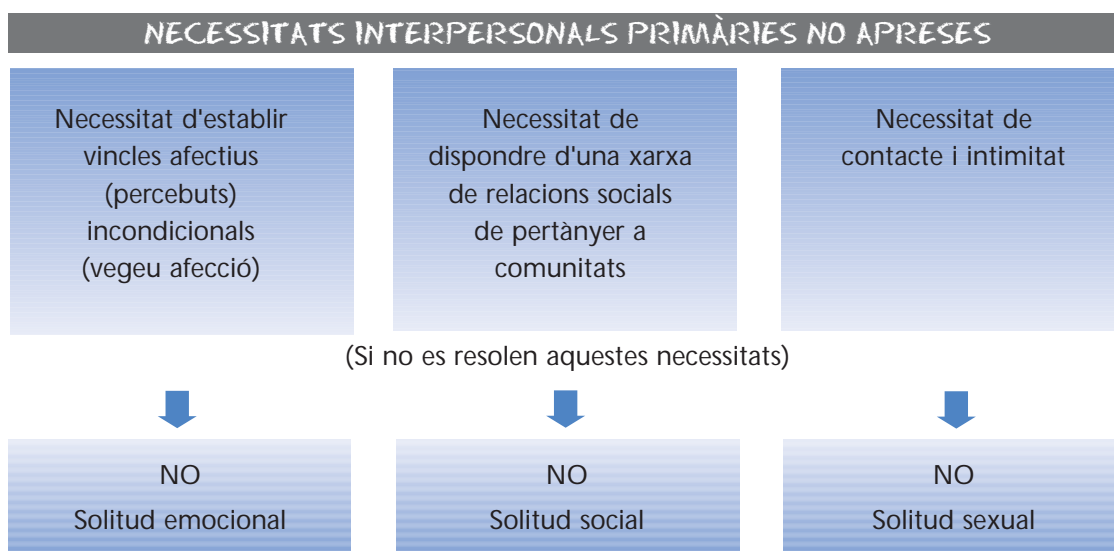 NECESSITATS INTERPERSONALS PRIMÀRIES NO APRESES
Necessitat d'establir
vincles afectius
(percebuts)
incondicionals
(vegeu afecció)
Necessitat de
dispondre d'una xarxa
de relacions socials
de pertànyer a
comunitats
Necessitat de
contacte i intimitat
(Si no es resolen aquestes necessitats)
NO
Solitud emocional
NO
Solitud social
NO
Solitud sexual